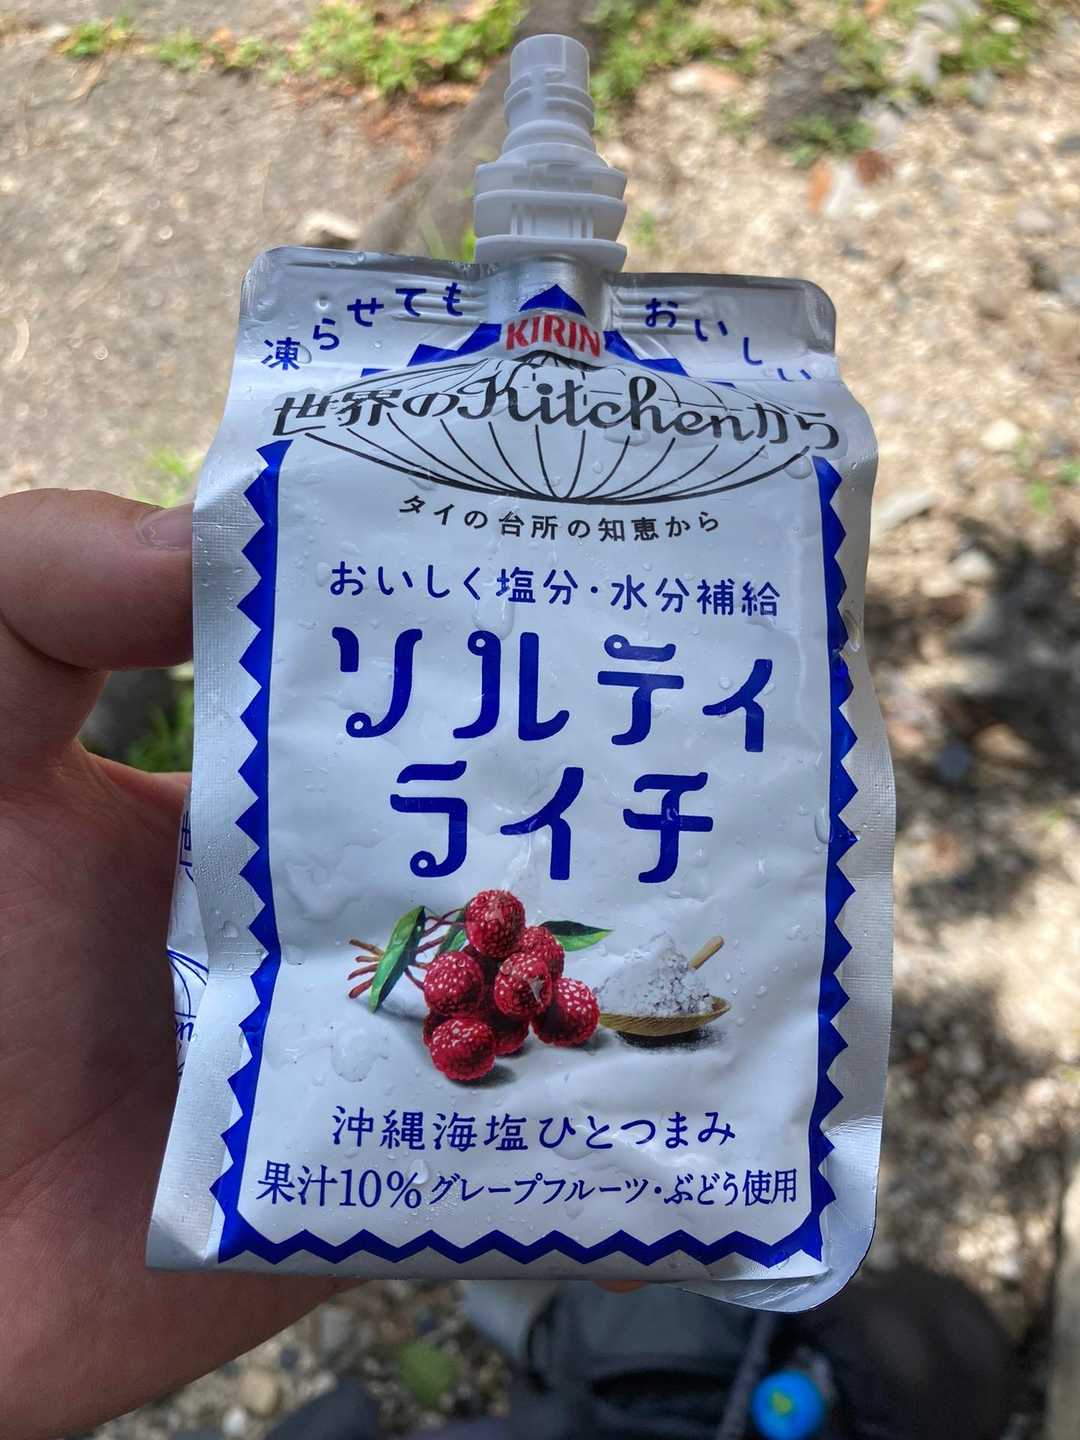 凍らせても おいしい
KIRIN
世界のKitchenから
タイの台所の知恵から
おいしく塩分・水分補給
ソルティ
ライチ
沖縄海塩ひとつまみ
果汁10%グレープフルーツ・ぶどう使用